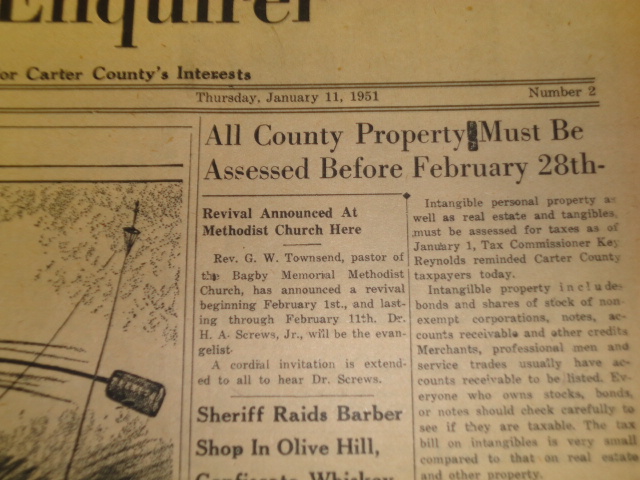 Enquirer
or Carter County's Interests
Thursday, January 11, 1951
Number 2
All County Property Must Be
Assessed Before February 28th-
Revival Announced At
Methodist Church Here
Rev. G. W. Townsend, pastor of
the Bagby Memorial Methodist
Church, has announced a revival
beginning February 1st., and last-
ing through February 11th. Dr.
H. A. Screws, Jr., will be the evan-
gelist.
A cordial invitation is extend-
ed to all to hear Dr. Screws.
Sheriff Raids Barber
Shop In Olive Hill,
Confiscate Whiskey
Intangible personal property as
well as real estate and tangibles,
must be assessed for taxes as of
January 1, Tax Commissioner Key
Reynolds reminded Carter County
taxpayers today.
Intangilble property includes
bonds and shares of stock of non-
exempt corporations, notes, ac-
counts receivable and other credits
Merchants, professional men and
service trades usually have ac-
counts receivable to be listed. Ev-
eryone who owns stocks, bonds,
or notes should check carefully to
see if they are taxable. The tax
bill on intangibles is very small
compared to that on real estate
and other property.